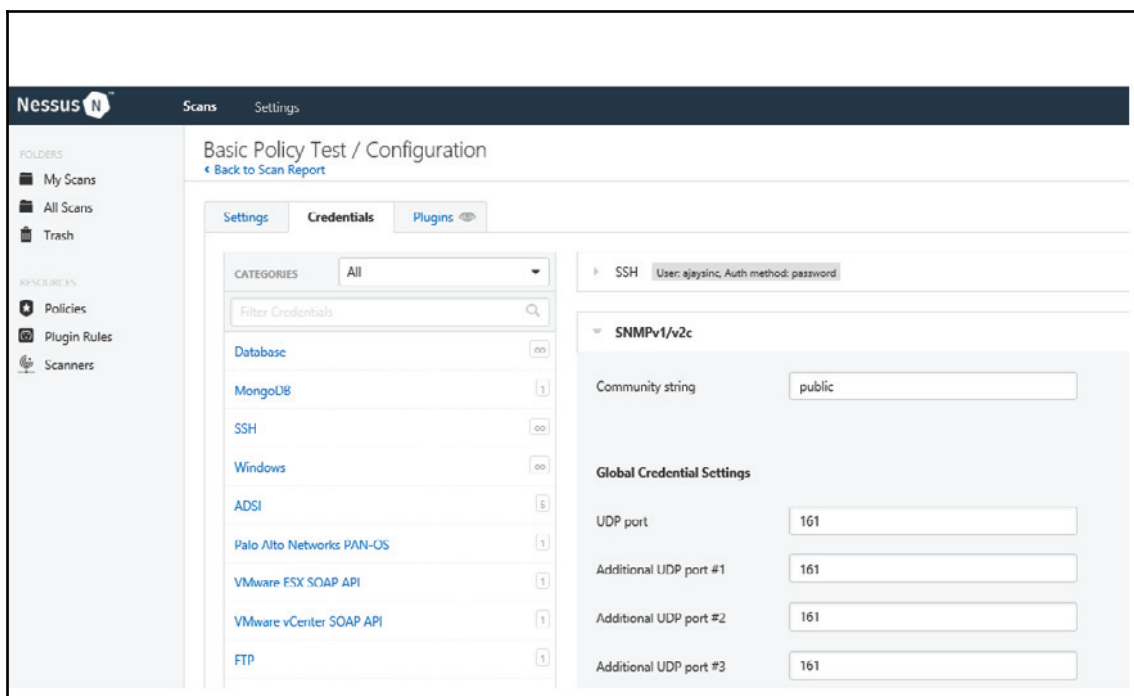 Nessus N
Scans Settings
FOLDERS
My Scans
All Scans
Trash
RESOURCES
Policies
Plugin Rules
Scanners
Basic Policy Test / Configuration
Back to Scan Report
Settings Credentials Plugins
CATEGORIES All
Filter Credentials
Database ∞
MongoDB 1
SSH ∞
Windows ∞
ADSI 5
Palo Alto Networks PAN-OS 1
VMware ESX SOAP API 1
VMware vCenter SOAP API 1
FTP 1
SSH User: ajaysinc, Auth method: password
SNMPv1/v2c
Community string public
Global Credential Settings
UDP port 161
Additional UDP port #1 161
Additional UDP port #2 161
Additional UDP port #3 161